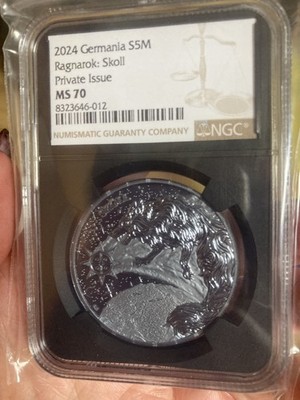 2024 Germania S5M
Ragnarok: Skoll
Private Issue
MS 70
8323646-012
NUMISMATIC GUARANTY COMPANY NGC